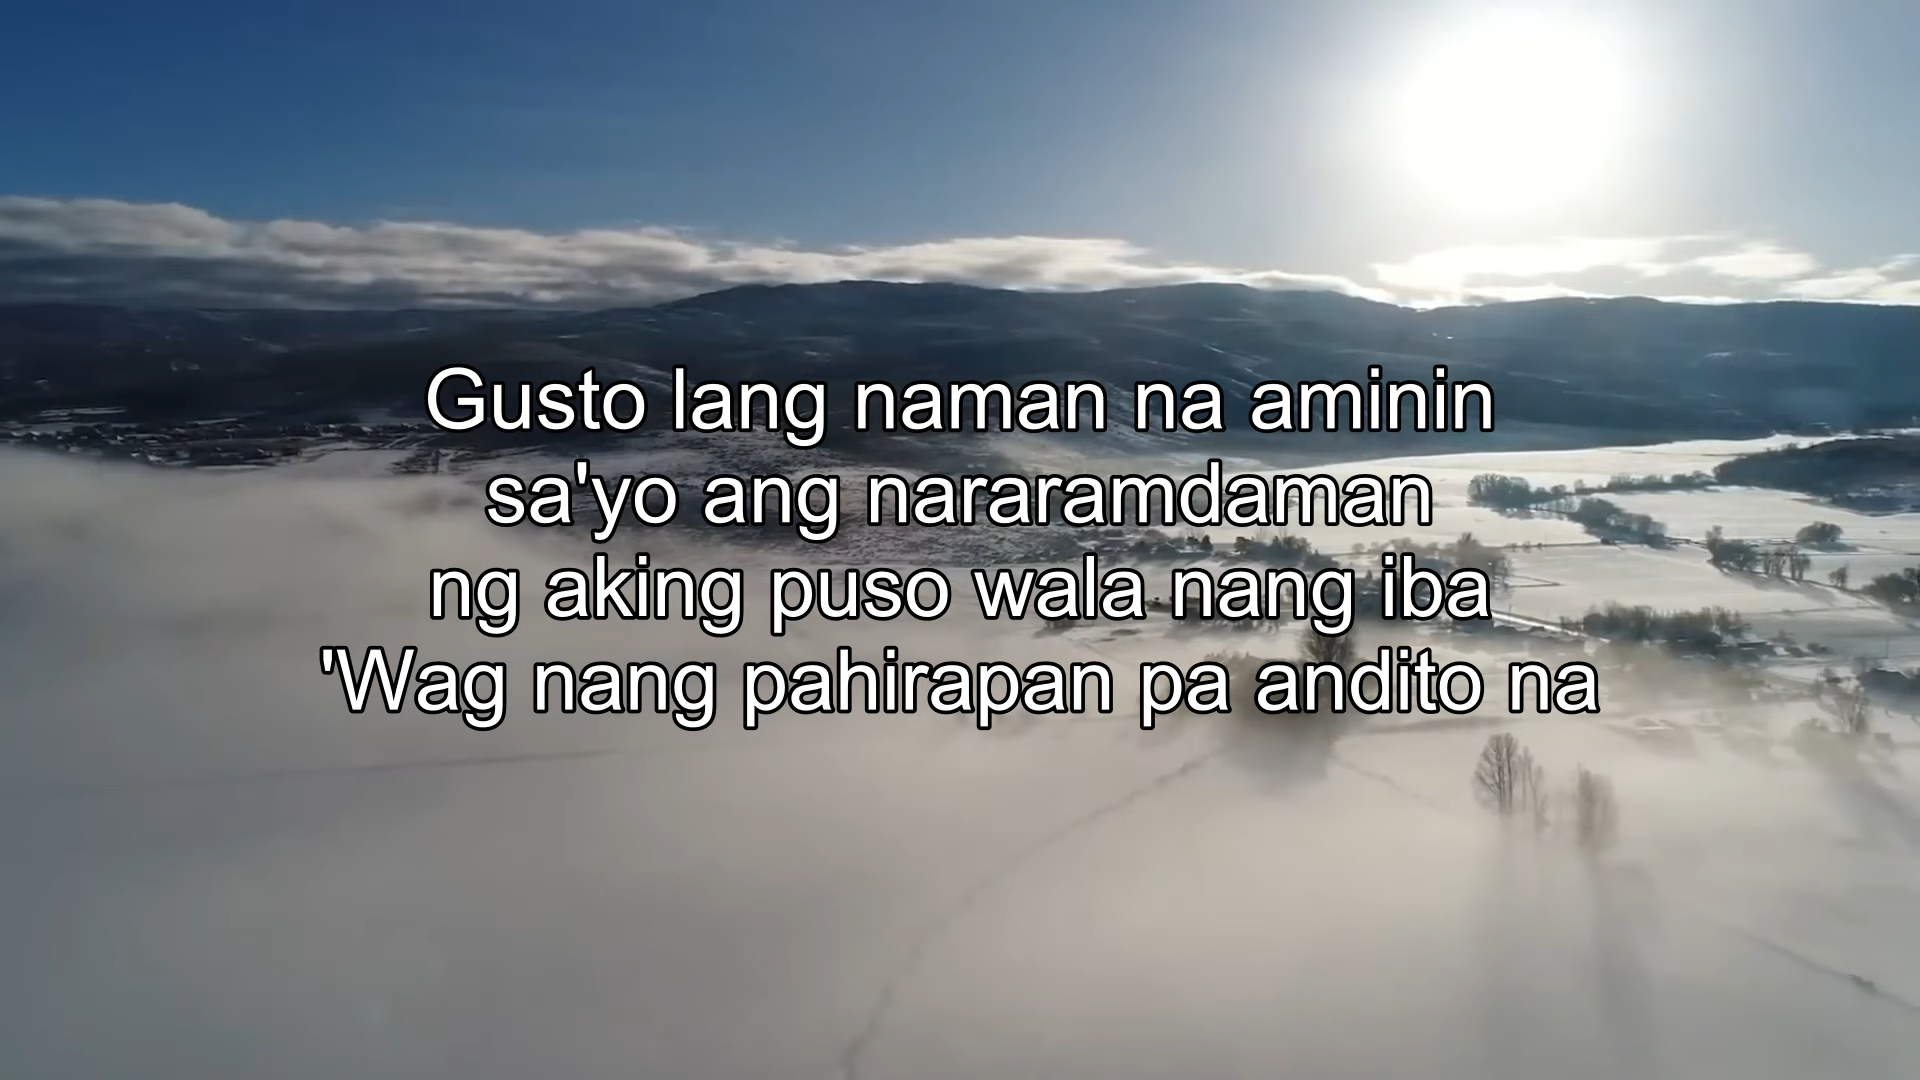 Gusto lang naman na aminin
sa'yo ang nararamdaman
ng aking puso wala nang iba
'Wag nang pahirapan pa andito na